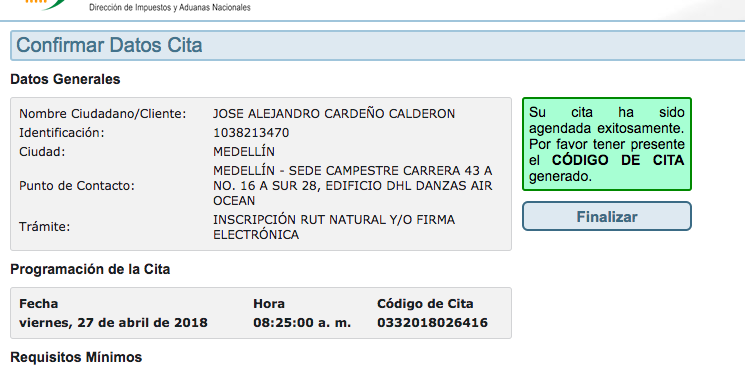 Dirección de Impuestos y Aduanas Nacionales
Confirmar Datos Cita
Datos Generales
Nombre Ciudadano/Cliente: JOSE ALEJANDRO CARDEÑO CALDERON
Identificación: 1038213470
Ciudad: MEDELLÍN
Punto de Contacto: MEDELLÍN - SEDE CAMPESTRE CARRERA 43 A
NO. 16 A SUR 28, EDIFICIO DHL DANZAS AIR
OCEAN
Trámite: INSCRIPCIÓN RUT NATURAL Y/O FIRMA
ELECTRÓNICA
Su cita ha sido
agendada exitosamente.
Por favor tener presente
el CÓDIGO DE CITA
generado.
Finalizar
Programación de la Cita
Fecha Hora Código de Cita
viernes, 27 de abril de 2018 08:25:00 a. m. 0332018026416
Requisitos Mínimos